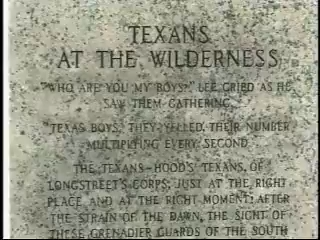 TEXANS
AT THE WILDERNESS
"WHO ARE YOU MY BOYS?" LEE CRIED AS HE
SAW THEM GATHERING.
"TEXAS BOYS," THEY YELLED, THEIR NUMBER
MULTIPLYING EVERY SECOND.
THE TEXANS-HOOD'S TEXANS, OF
LONGSTREET'S CORPS, JUST AT THE RIGHT
PLACE AND AT THE RIGHT MOMENT! AFTER
THE STRAIN OF THE DAWN, THE SIGHT OF
THESE GRENADIER GUARDS OF THE SOUTH